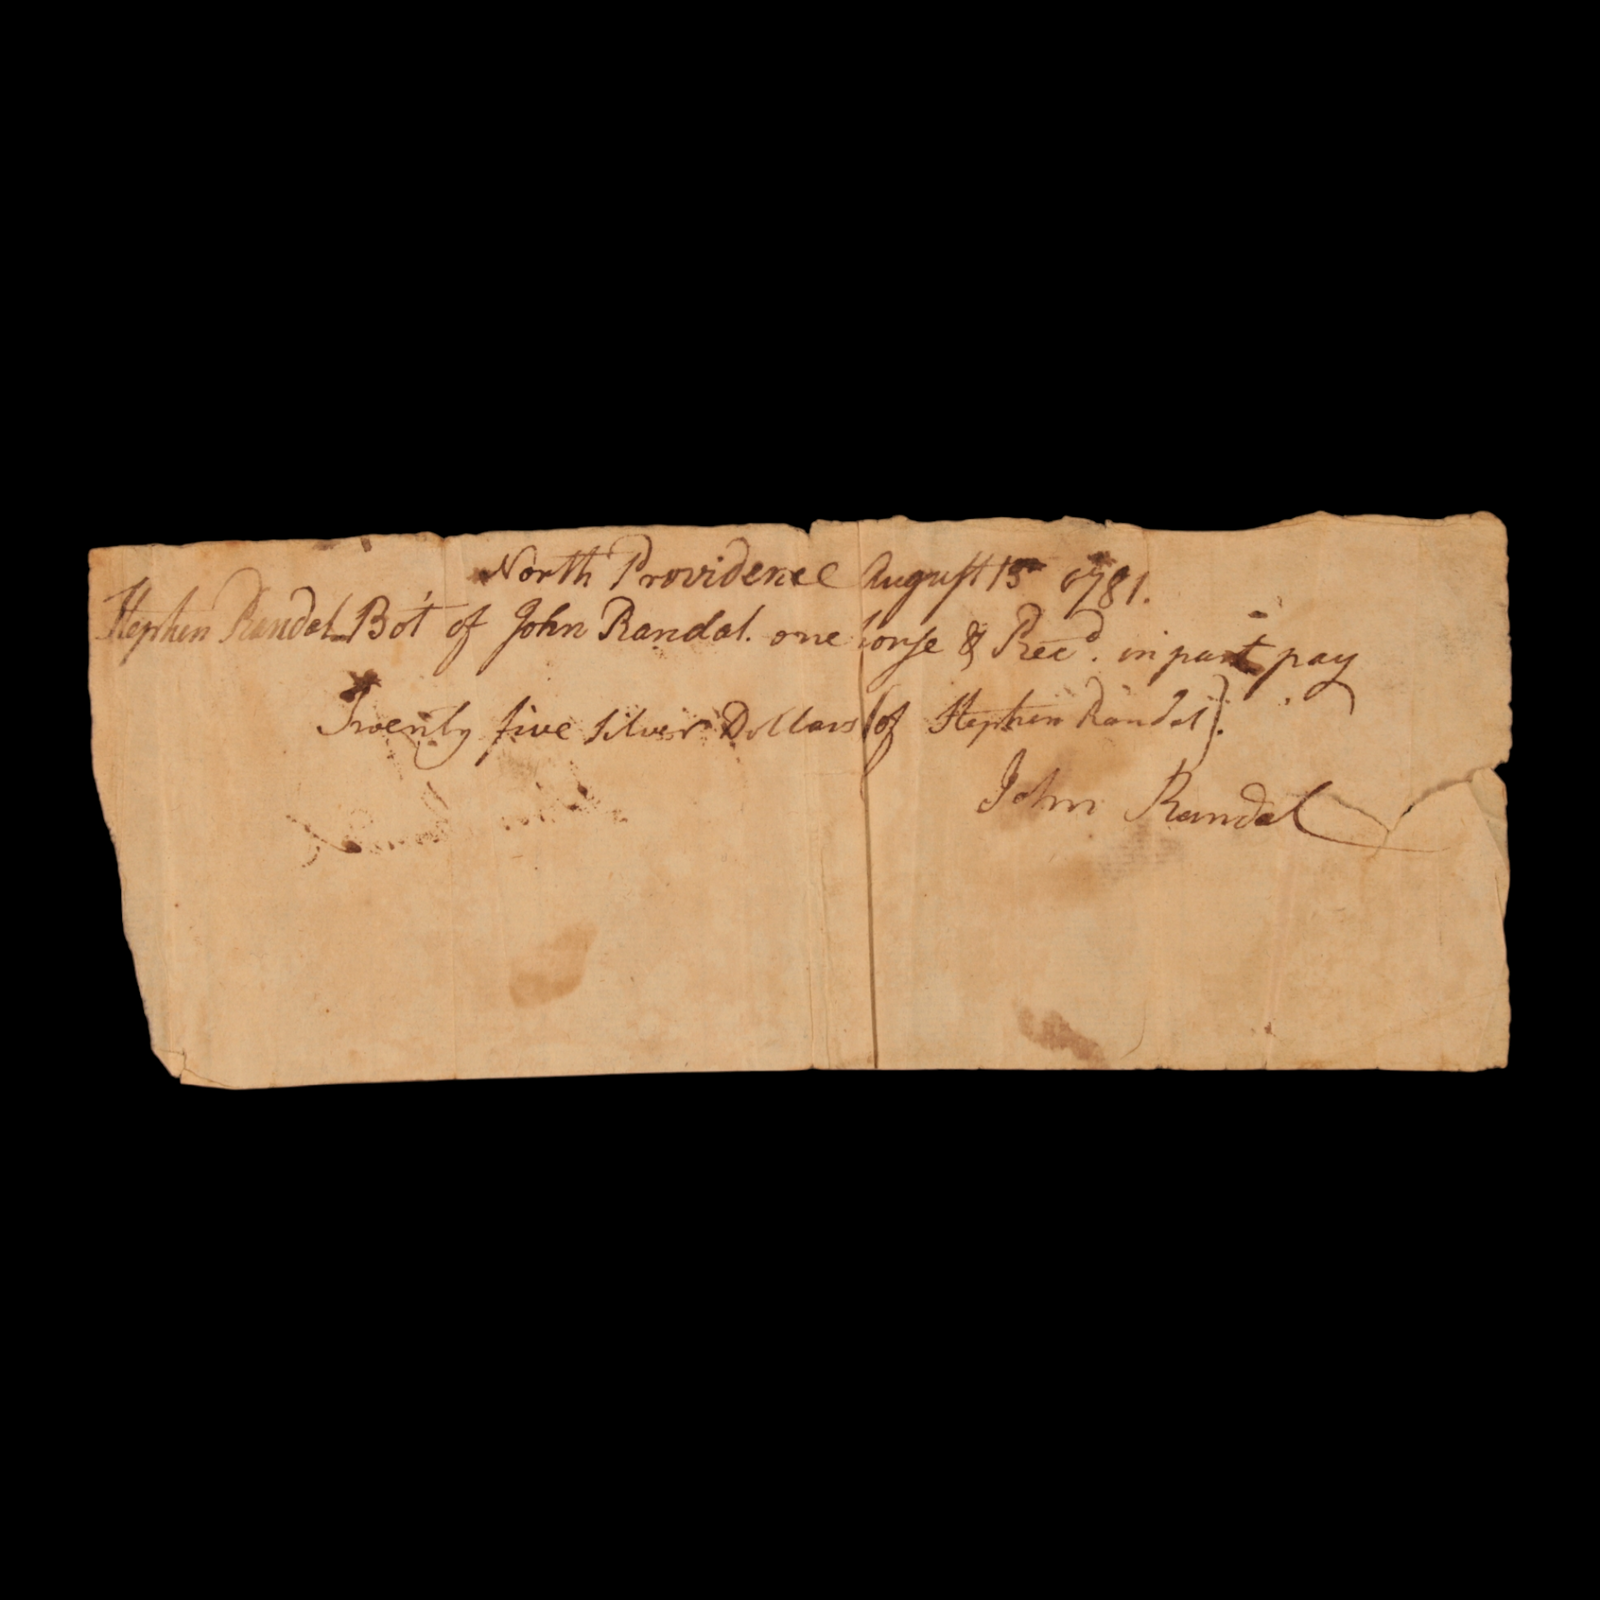 North Providence August 13th 1781.
Stephen Randal Bot of John Randal. one horse & Recd. in part pay
Twenty five silver Dollars (of Stephen Randal).
John Randal